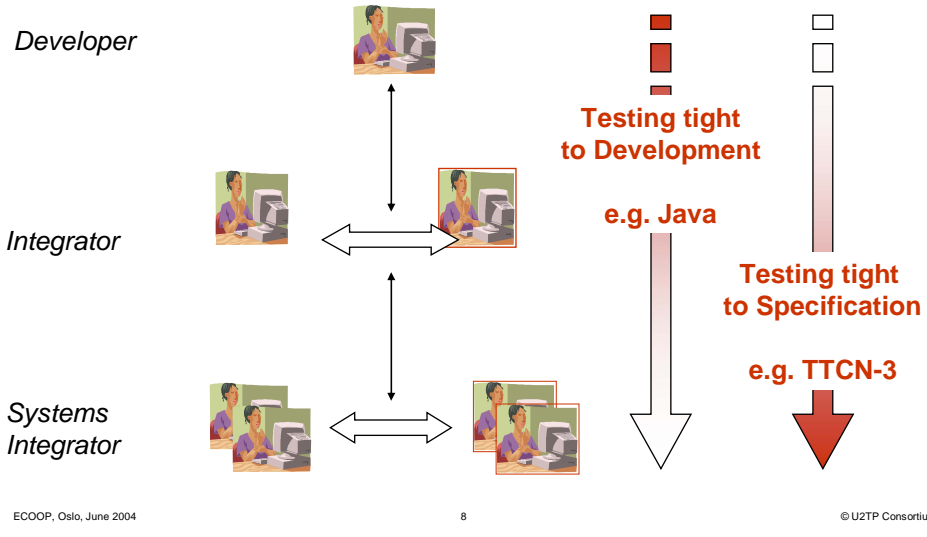 Developer
Testing tight
to Development
e.g. Java
Integrator
Testing tight
to Specification
e.g. TTCN-3
Systems
Integrator
ECOOP, Oslo, June 2004
8
© U2TP Consortiu